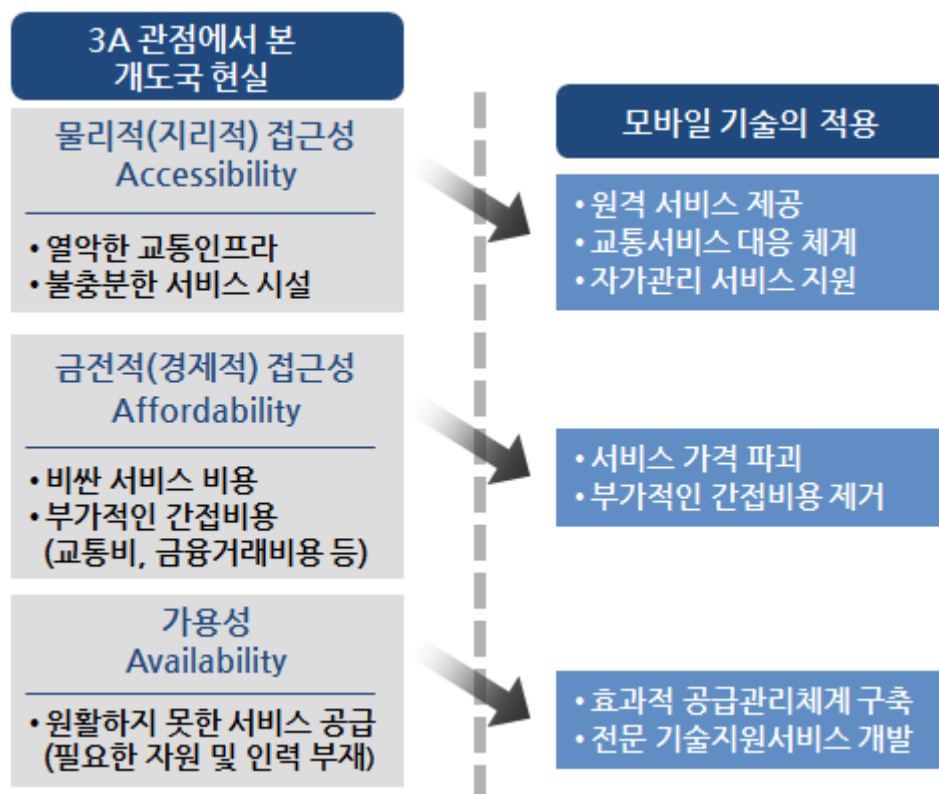 3A 관점에서 본
개도국 현실
물리적(지리적) 접근성
Accessibility
• 열악한 교통인프라
• 불충분한 서비스 시설
금전적(경제적) 접근성
Affordability
• 비싼 서비스 비용
• 부가적인 간접비용
(교통비, 금융거래비용 등)
가용성
Availability
• 원활하지 못한 서비스 공급
(필요한 자원 및 인력 부재)
모바일 기술의 적용
• 원격 서비스 제공
• 교통서비스 대응 체계
• 자가관리 서비스 지원
• 서비스 가격 파괴
• 부가적인 간접비용 제거
• 효과적 공급관리체계 구축
• 전문 기술지원서비스 개발